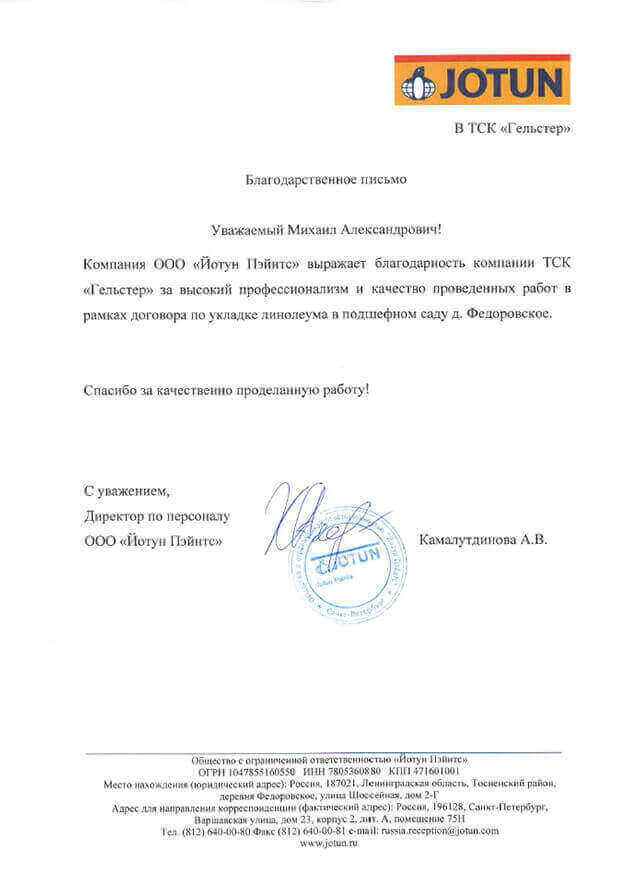 JOTUN
В ТСК «Гельстер»
Благодарственное письмо
Уважаемый Михаил Александрович!
Компания ООО «Йотун Пэйнтс» выражает благодарность компании ТСК
«Гельстер» за высокий профессионализм и качество проведенных работ в
рамках договора по укладке линолеума в подшефном саду д. Федоровское.
Спасибо за качественно проделанную работу!
С уважением,
Директор по персоналу
ООО «Йотун Пэйнтс»
Камалутдинова А.В.
JOTUN
Jotun Paints
Санкт-Петербург
Общество с ограниченной ответственностью «Йотун Пэйнтс»
ОГРН 1047855160550 ИНН 7805360880 КПП 471601001
Место нахождения (юридический адрес): Россия, 187021, Ленинградская область, Тосненский район,
деревня Федоровское, улица Шоссейная, дом 2-Г
Адрес для направления корреспонденции (фактический адрес): Россия, 196128, Санкт-Петербург,
Варшавская улица, дом 23, корпус 2, лит. А, помещение 75Н
Тел. (812) 640-00-80 Факс (812) 640-00-81 e-mail: russia.reception@jotun.com
www.jotun.ru